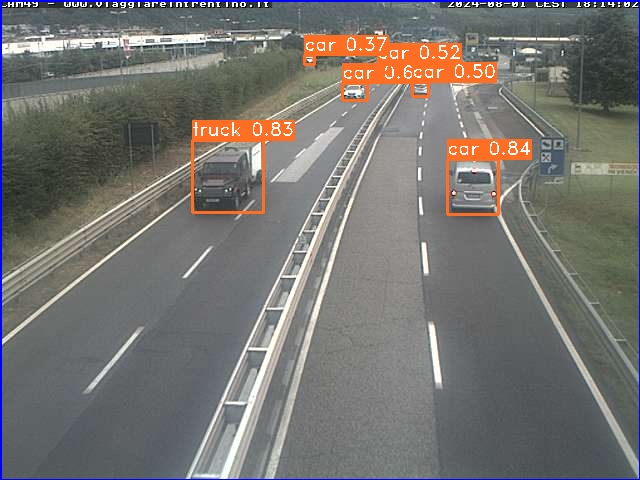 CAM49 - www.viaggiareintrentino.it
2024-08-01 CEST 18:14:02
car 0.37
car 0.52
car 0.6
car 0.50
truck 0.83
car 0.84